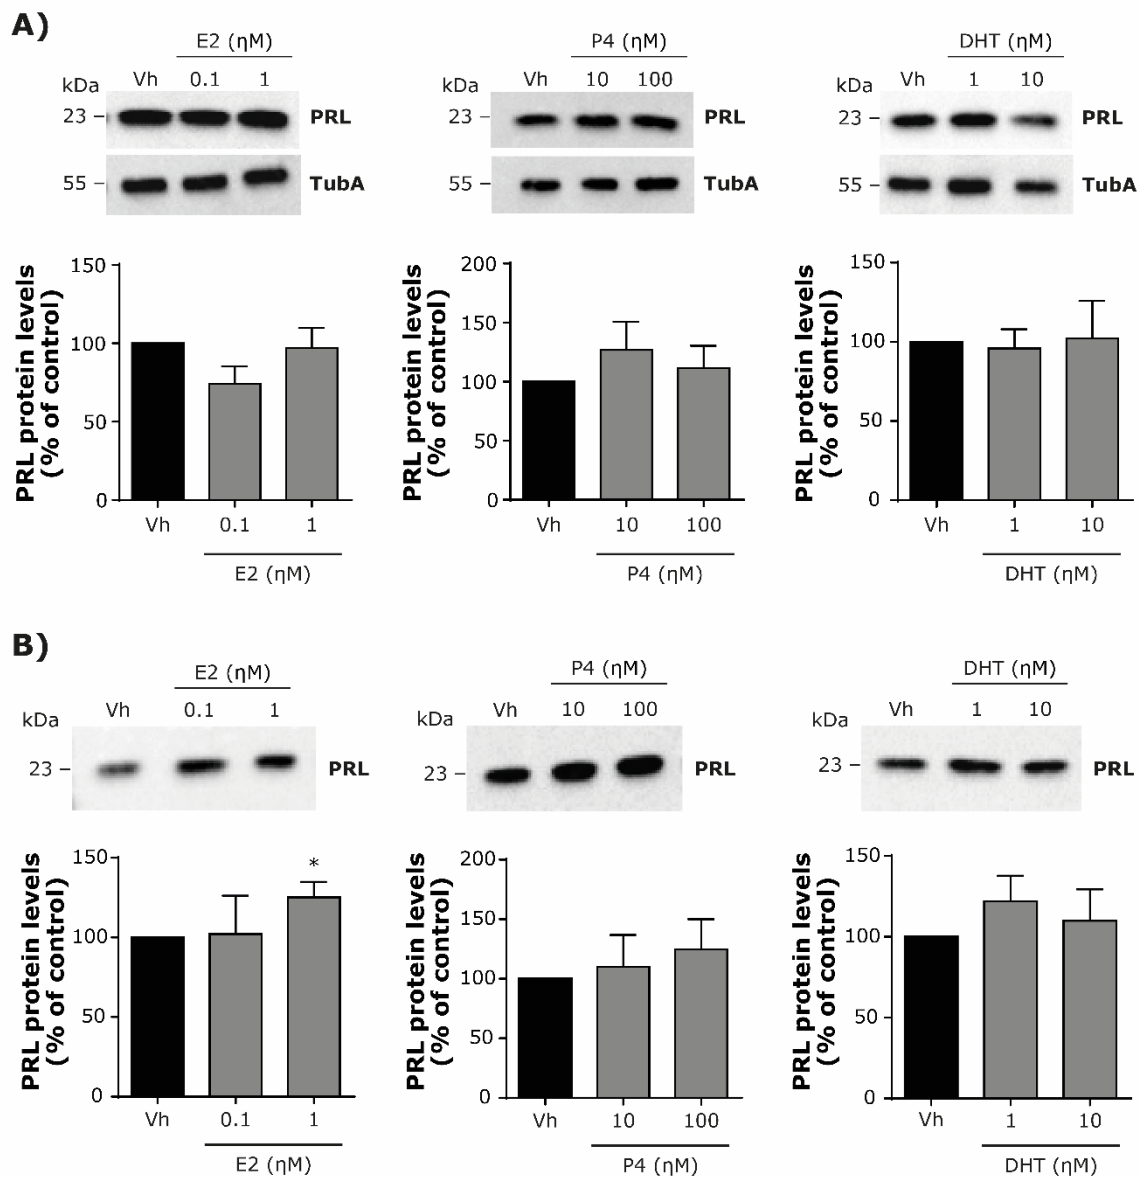 A)
E2 (ηM)
kDa Vh 0.1 1
23 – PRL
55 – TubA
P4 (ηM)
kDa Vh 10 100
23 – PRL
55 – TubA
DHT (ηM)
kDa Vh 1 10
23 – PRL
55 – TubA
PRL protein levels
(% of control)
150
100
50
0
Vh 0.1 1
E2 (ηM)
PRL protein levels
(% of control)
200
150
100
50
0
Vh 10 100
P4 (ηM)
PRL protein levels
(% of control)
150
100
50
0
Vh 1 10
DHT (ηM)
B)
E2 (ηM)
kDa Vh 0.1 1
23 – PRL
P4 (ηM)
kDa Vh 10 100
23 – PRL
DHT (ηM)
kDa Vh 1 10
23 – PRL
PRL protein levels
(% of control)
150
100
50
0
*
Vh 0.1 1
E2 (ηM)
PRL protein levels
(% of control)
200
150
100
50
0
Vh 10 100
P4 (ηM)
PRL protein levels
(% of control)
150
100
50
0
Vh 1 10
DHT (ηM)